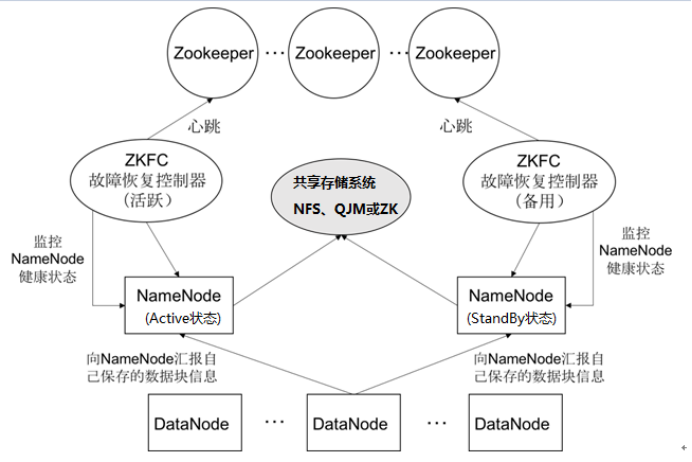 Zookeeper ··· Zookeeper ··· Zookeeper
心跳
心跳
ZKFC
故障恢复控制器
（活跃）
共享存储系统
NFS、QJM或ZK
ZKFC
故障恢复控制器
（备用）
监控
NameNode
健康状态
监控
NameNode
健康状态
NameNode
(Active状态)
NameNode
(StandBy状态)
向NameNode汇报自
己保存的数据块信息
向NameNode汇报自
己保存的数据块信息
DataNode ··· DataNode ··· DataNode